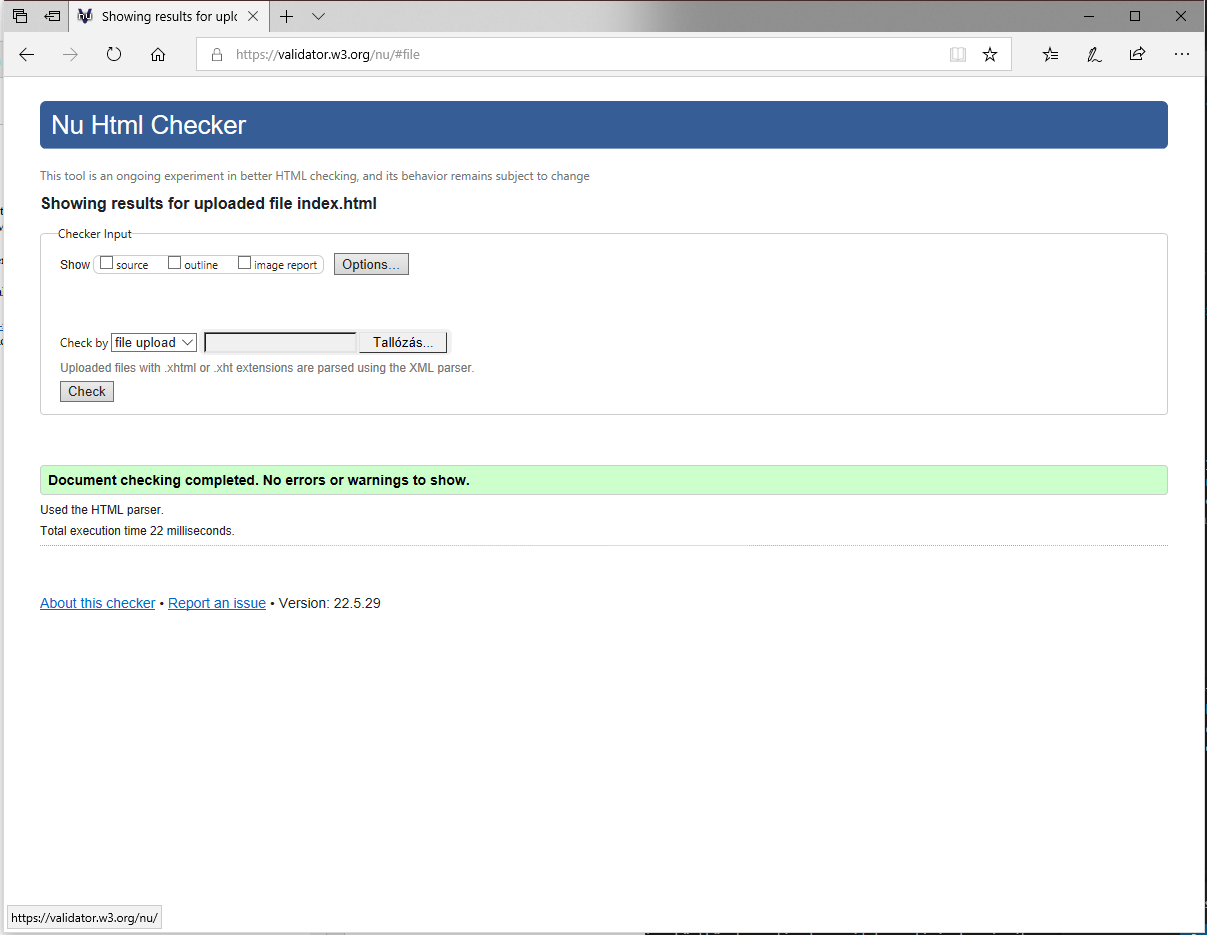 Showing results for uplo
https://validator.w3.org/nu/#file
Nu Html Checker
This tool is an ongoing experiment in better HTML checking, and its behavior remains subject to change
Showing results for uploaded file index.html
Checker Input
Show source outline image report Options...
Check by file upload Tallózás...
Uploaded files with .xhtml or .xht extensions are parsed using the XML parser.
Check
Document checking completed. No errors or warnings to show.
Used the HTML parser.
Total execution time 22 milliseconds.
About this checker • Report an issue • Version: 22.5.29
https://validator.w3.org/nu/